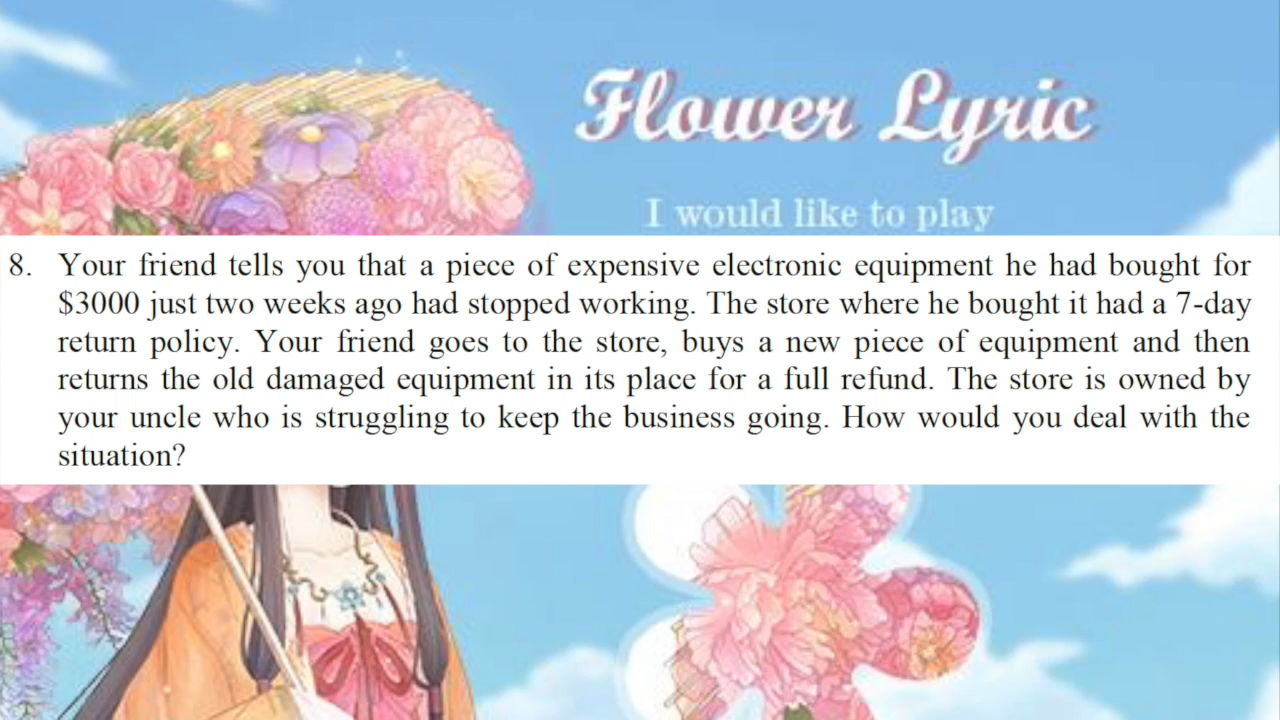 Flower Lyric
I would like to play
8. Your friend tells you that a piece of expensive electronic equipment he had bought for
$3000 just two weeks ago had stopped working. The store where he bought it had a 7-day
return policy. Your friend goes to the store, buys a new piece of equipment and then
returns the old damaged equipment in its place for a full refund. The store is owned by
your uncle who is struggling to keep the business going. How would you deal with the
situation?